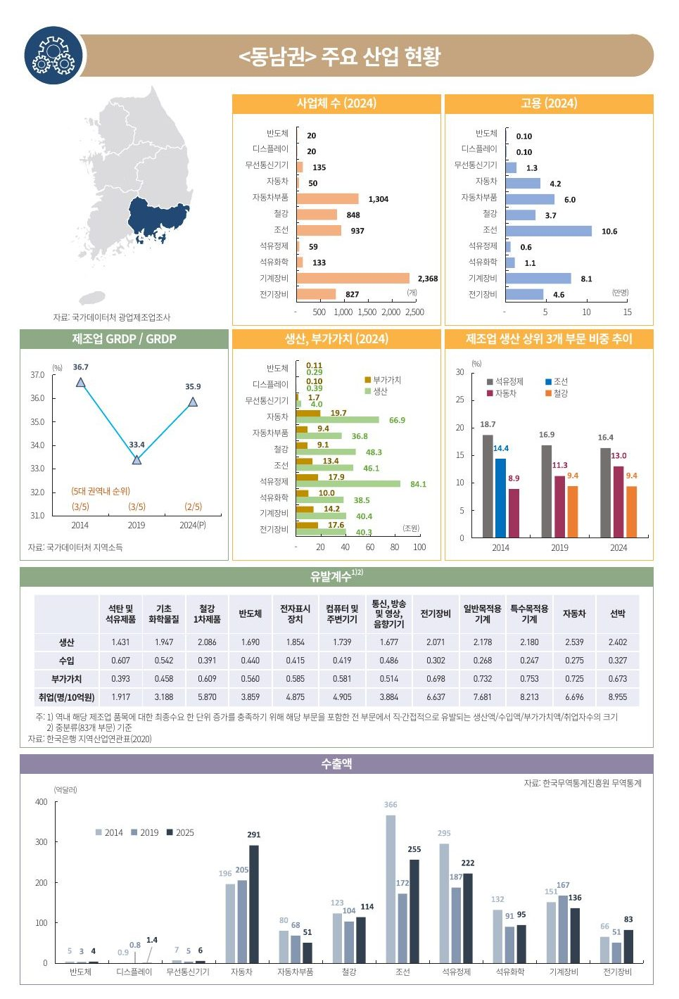 <동남권> 주요 산업 현황
자료: 국가데이터처 광업제조업조사
사업체 수 (2024)
반도체 20
디스플레이 20
무선통신기기 135
자동차 50
자동차부품 1,304
철강 848
조선 937
석유정제 59
석유화학 133
기계장비 2,368
전기장비 827 (개)
- 500 1,000 1,500 2,000 2,500
고용 (2024)
반도체 0.10
디스플레이 0.10
무선통신기기 1.3
자동차 4.2
자동차부품 6.0
철강 3.7
조선 10.6
석유정제 0.6
석유화학 1.1
기계장비 8.1
전기장비 4.6 (만명)
- 5 10 15
제조업 GRDP / GRDP
(%) 36.7
37.0
35.9
36.0
35.0
34.0
33.4
33.0
32.0 (5대 권역내 순위)
(3/5) (3/5) (2/5)
31.0
2014 2019 2024(P)
자료: 국가데이터처 지역소득
생산, 부가가치 (2024)
부가가치
생산
반도체 0.11 0.29
디스플레이 0.10 0.39
무선통신기기 1.7 4.0
자동차 19.7 66.9
자동차부품 9.4 36.8
철강 9.1 48.3
조선 13.4 46.1
석유정제 17.9 84.1
석유화학 10.0 38.5
기계장비 14.2 40.4
전기장비 17.6 40.3 (조원)
- 20 40 60 80 100
제조업 생산 상위 3개 부문 비중 추이
(%)
30
석유정제 조선
자동차 철강
25
20
18.7 14.4 8.9
16.9 11.3 9.4
16.4 13.0 9.4
15
10
5
0
2014 2019 2024
유발계수1)2)
석탄 및 석유제품 기초 화학물질 철강 1차제품 반도체 전자표시 장치 컴퓨터 및 주변기기 통신, 방송 및 영상, 음향기기 전기장비 일반목적용 기계 특수목적용 기계 자동차 선박
생산 1.431 1.947 2.086 1.690 1.854 1.739 1.677 2.071 2.178 2.180 2.539 2.402
수입 0.607 0.542 0.391 0.440 0.415 0.419 0.486 0.302 0.268 0.247 0.275 0.327
부가가치 0.393 0.458 0.609 0.560 0.585 0.581 0.514 0.698 0.732 0.753 0.725 0.673
취업(명/10억원) 1.917 3.188 5.870 3.859 4.875 4.905 3.884 6.637 7.681 8.213 6.696 8.955
주: 1) 역내 해당 제조업 품목에 대한 최종수요 한 단위 증가를 충족하기 위해 해당 부문을 포함한 전 부문에서 직·간접적으로 유발되는 생산액/수입액/부가가치액/취업자수의 크기
2) 중분류(83개 부문) 기준
자료: 한국은행 지역산업연관표(2020)
수출액
자료: 한국무역통계진흥원 무역통계
(억달러)
400
300
200
100
0
2014 2019 2025
5 3 4
0.9 0.8 1.4
7 5 6
196 205 291
80 68 51
123 104 114
366 172 255
295 187 222
132 91 95
151 167 136
66 51 83
반도체 디스플레이 무선통신기기 자동차 자동차부품 철강 조선 석유정제 석유화학 기계장비 전기장비